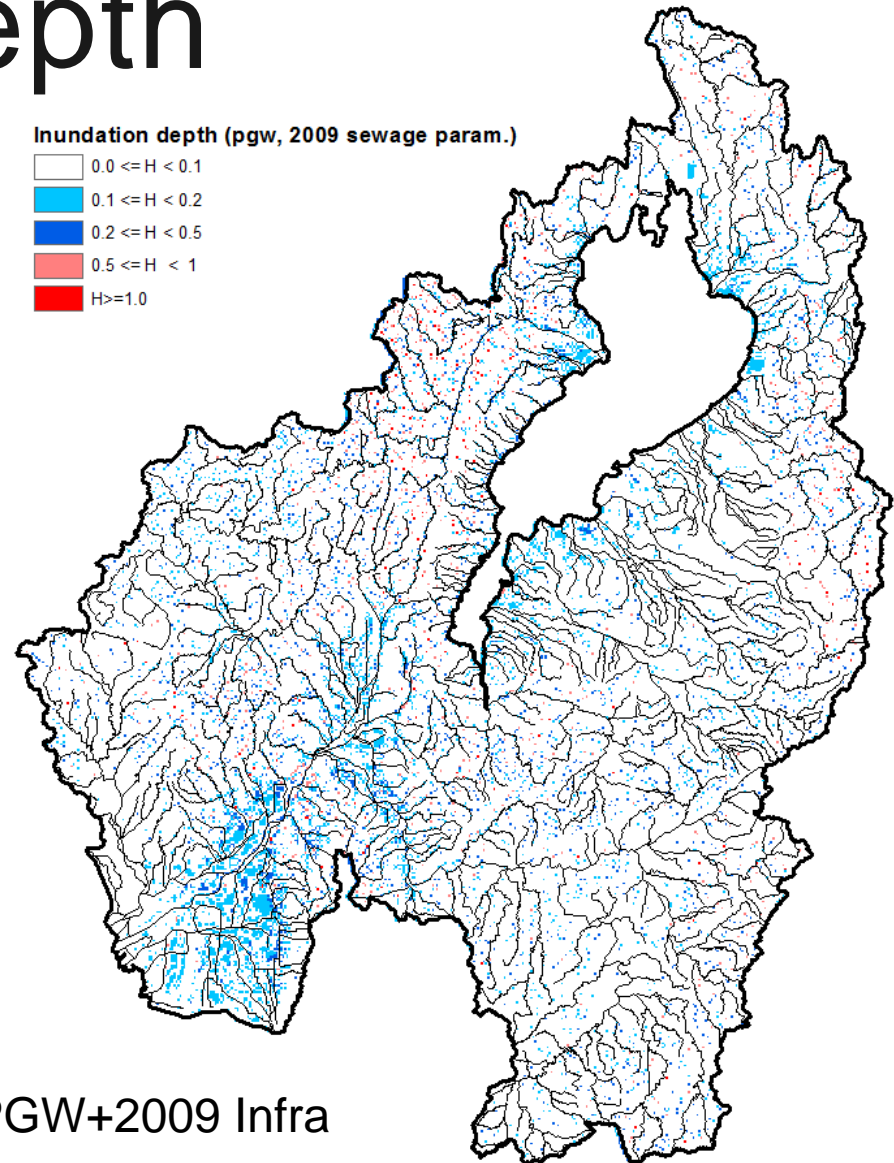 epth
Inundation depth (pgw, 2009 sewage param.)
0.0 <= H < 0.1
0.1 <= H < 0.2
0.2 <= H < 0.5
0.5 <= H < 1
H>=1.0
PGW+2009 Infra